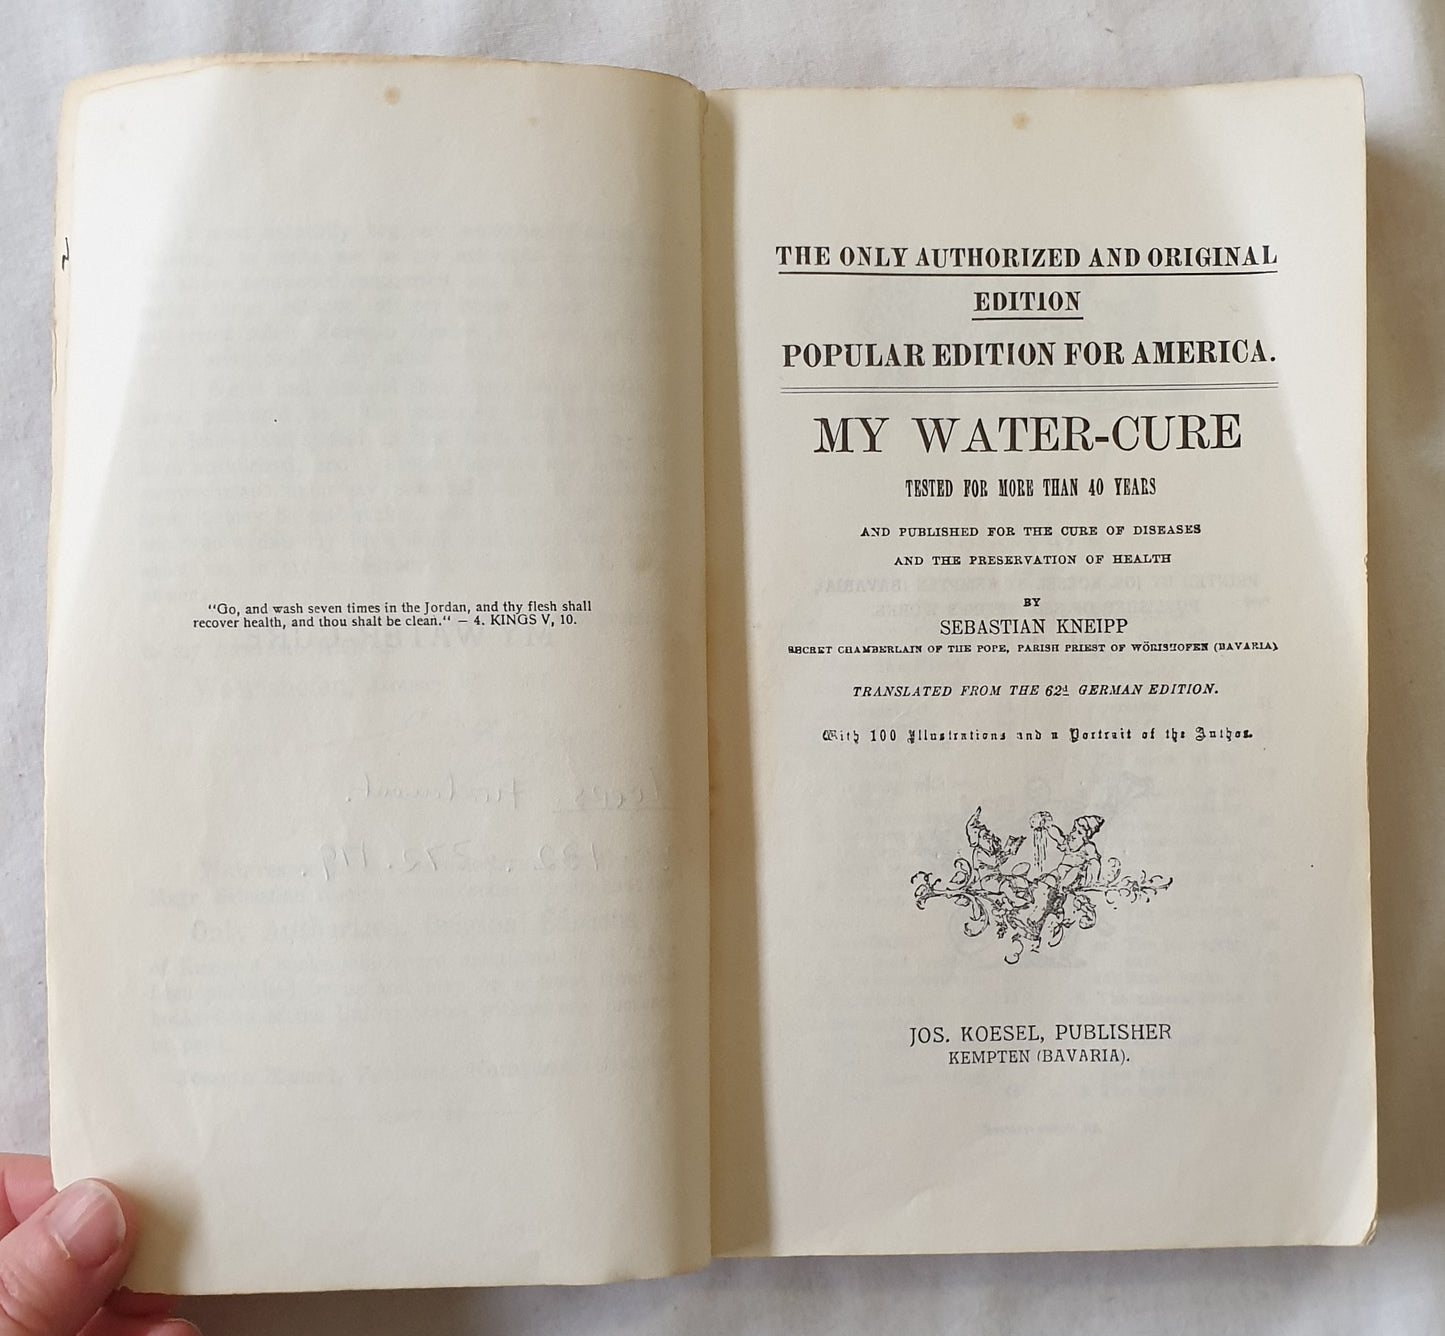 "Go, and wash seven times in the Jordan, and thy flesh shall
recover health, and thou shalt be clean." — 4. KINGS V, 10.
THE ONLY AUTHORIZED AND ORIGINAL
EDITION
POPULAR EDITION FOR AMERICA.
MY WATER-CURE
TESTED FOR MORE THAN 40 YEARS
AND PUBLISHED FOR THE CURE OF DISEASES
AND THE PRESERVATION OF HEALTH
BY
SEBASTIAN KNEIPP
SECRET CHAMBERLAIN OF THE POPE, PARISH PRIEST OF WÖRISHOFEN (BAVARIA)
TRANSLATED FROM THE 62d GERMAN EDITION.
With 100 Illustrations and a Portrait of the Author.
JOS. KOESEL, PUBLISHER
KEMPTEN (BAVARIA).